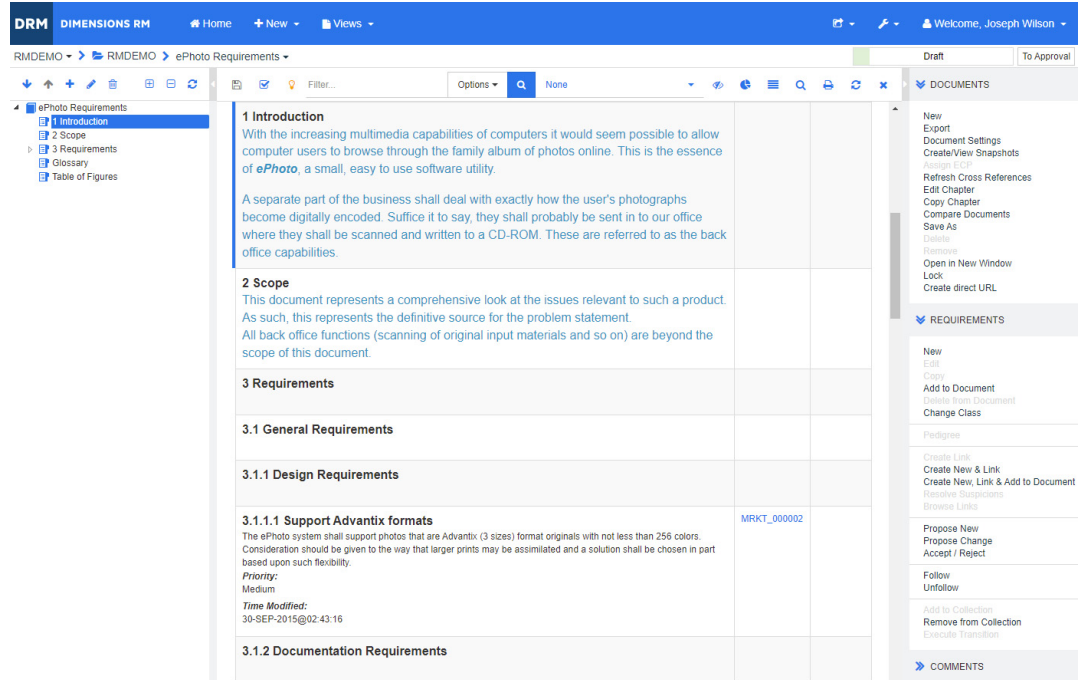 DRM DIMENSIONS RM Home New Views Welcome, Joseph Wilson
RMDEMO RMDEMO ePhoto Requirements Draft To Approval
Filter... Options None
ePhoto Requirements
1 Introduction
2 Scope
3 Requirements
Glossary
Table of Figures
1 Introduction
With the increasing multimedia capabilities of computers it would seem possible to allow
computer users to browse through the family album of photos online. This is the essence
of ePhoto, a small, easy to use software utility.
A separate part of the business shall deal with exactly how the user's photographs
become digitally encoded. Suffice it to say, they shall probably be sent in to our office
where they shall be scanned and written to a CD-ROM. These are referred to as the back
office capabilities.
2 Scope
This document represents a comprehensive look at the issues relevant to such a product.
As such, this represents the definitive source for the problem statement.
All back office functions (scanning of original input materials and so on) are beyond the
scope of this document.
3 Requirements
3.1 General Requirements
3.1.1 Design Requirements
3.1.1.1 Support Advantix formats
MRKT_000002
The ePhoto system shall support photos that are Advantix (3 sizes) format originals with not less than 256 colors.
Consideration should be given to the way that larger prints may be assimilated and a solution shall be chosen in part
based upon such flexibility.
Priority:
Medium
Time Modified:
30-SEP-2015@02:43:16
3.1.2 Documentation Requirements
DOCUMENTS
New
Export
Document Settings
Create/View Snapshots
Assign ECP
Refresh Cross References
Edit Chapter
Copy Chapter
Compare Documents
Save As
Delete
Remove
Open in New Window
Lock
Create direct URL
REQUIREMENTS
New
Edit
Copy
Add to Document
Delete from Document
Change Class
Pedigree
Create Link
Create New & Link
Create New, Link & Add to Document
Resolve Suspicions
Browse Links
Propose New
Propose Change
Accept / Reject
Follow
Unfollow
Add to Collection
Remove from Collection
Execute Transition
COMMENTS